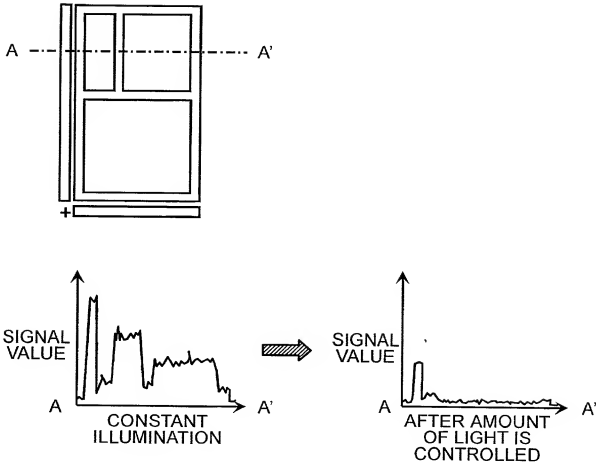 A A'
+
SIGNAL
VALUE
A A'
CONSTANT
ILLUMINATION
SIGNAL
VALUE
A A'
AFTER AMOUNT
OF LIGHT IS
CONTROLLED